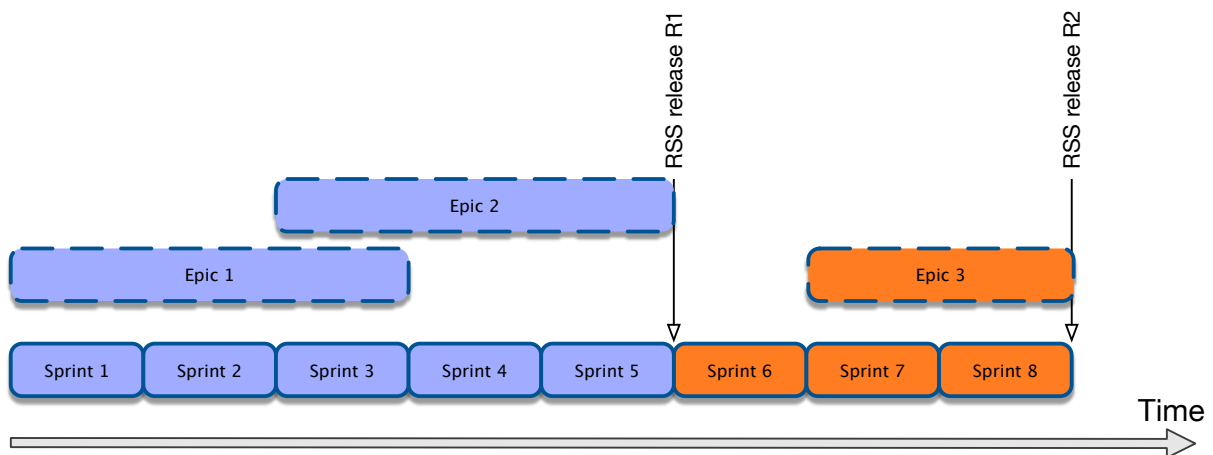 RSS release R1
RSS release R2
Epic 2
Epic 1
Epic 3
Sprint 1
Sprint 2
Sprint 3
Sprint 4
Sprint 5
Sprint 6
Sprint 7
Sprint 8
Time